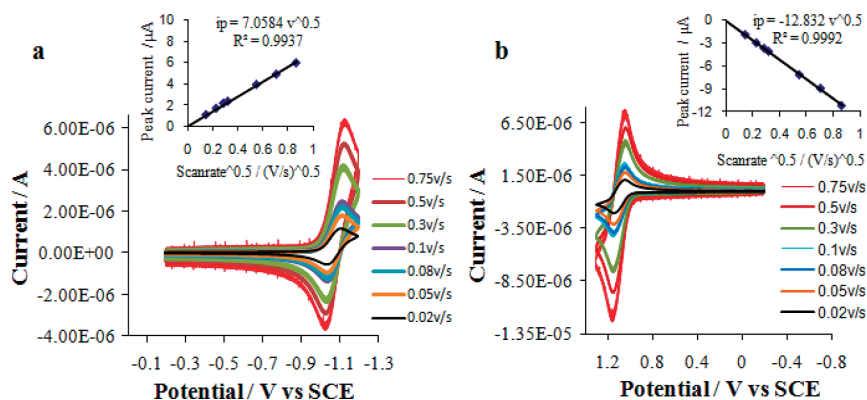 a
ip = 7.0584 v^0.5
R² = 0.9937
Peak current /µA
10
8
6
4
2
0
0 0.2 0.4 0.6 0.8 1
Scanrate^0.5 / (V/s)^0.5
Current / A
6.00E-06
4.00E-06
2.00E-06
0.00E+00
-2.00E-06
-4.00E-06
-0.1 -0.3 -0.5 -0.7 -0.9 -1.1 -1.3
Potential / V vs SCE
0.75v/s
0.5v/s
0.3v/s
0.1v/s
0.08v/s
0.05v/s
0.02v/s
b
ip = -12.832 v^0.5
R² = 0.9992
Peak current / µA
0
-3
-6
-9
-12
0 0.2 0.4 0.6 0.8 1
Scanrate^0.5 / (V/s)^0.5
Current / A
6.50E-06
1.50E-06
-3.50E-06
-8.50E-06
-1.35E-05
1.2 0.8 0.4 0 -0.4 -0.8
Potential / V vs SCE
0.75v/s
0.5v/s
0.3v/s
0.1v/s
0.08v/s
0.05v/s
0.02v/s